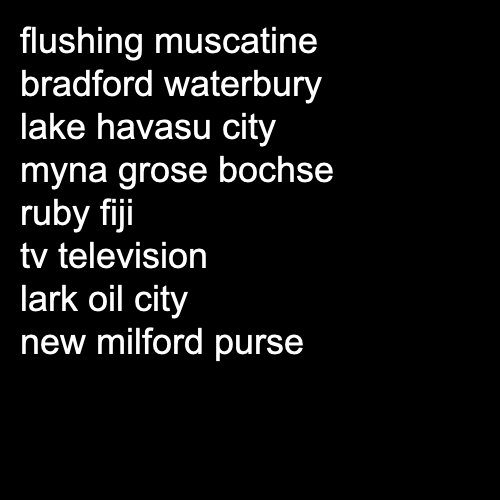 flushing muscatine
bradford waterbury
lake havasu city
myna grose bochse
ruby fiji
tv television
lark oil city
new milford purse